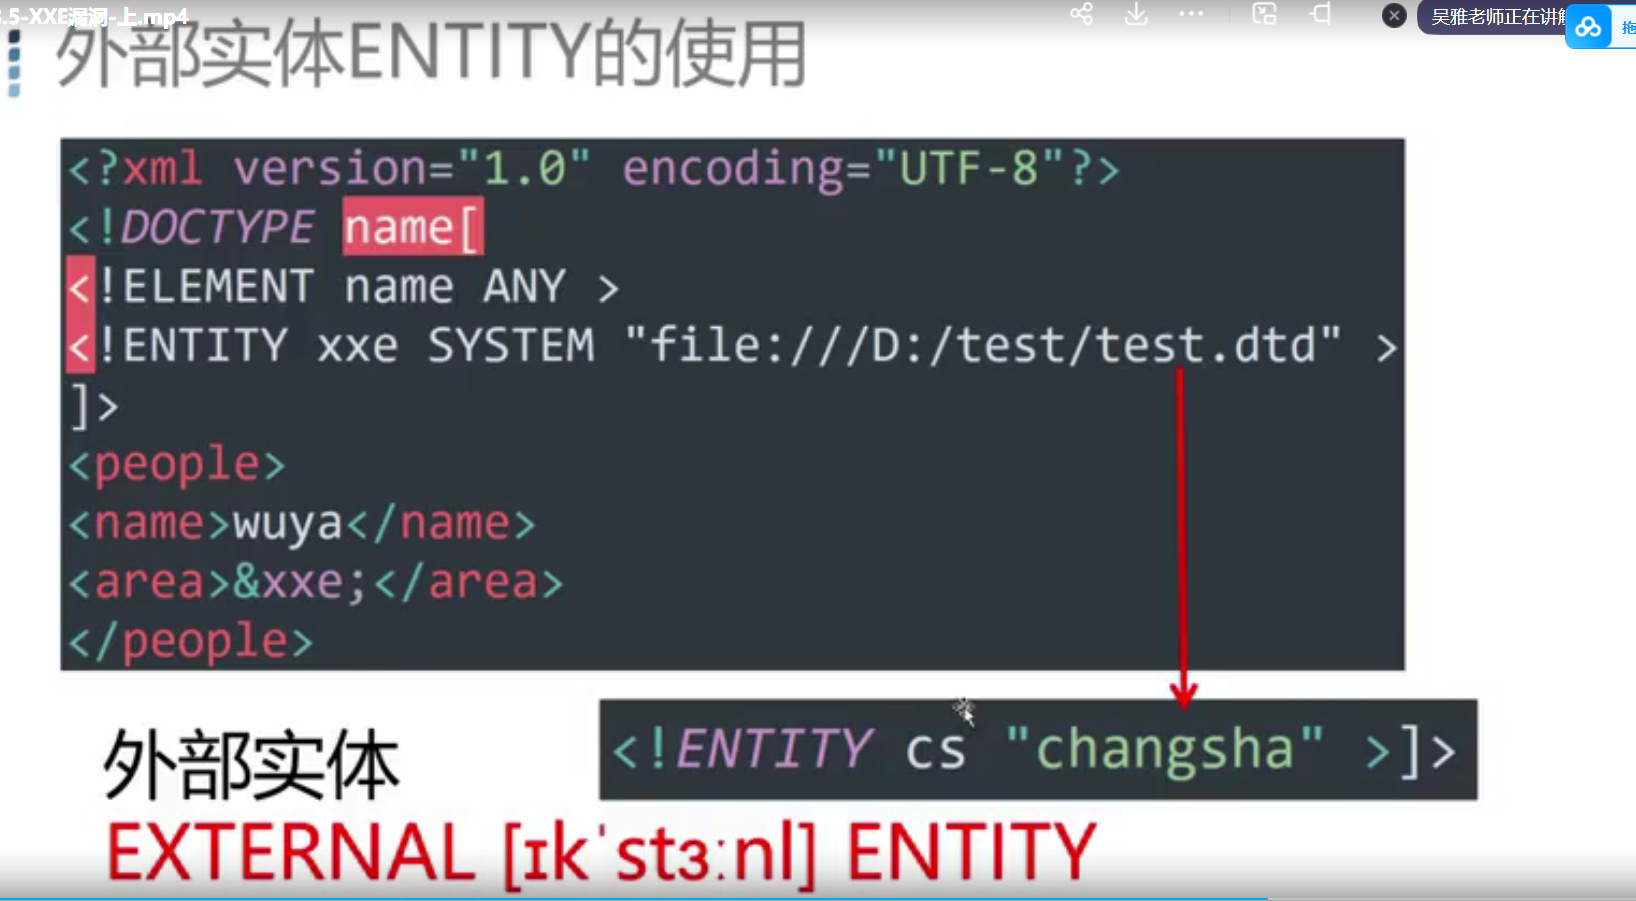 .5-XXE漏洞-上.mp4
吴雅老师正在讲解
拖
外部实体ENTITY的使用
<?xml version="1.0" encoding="UTF-8"?>
<!DOCTYPE name[
<!ELEMENT name ANY >
<!ENTITY xxe SYSTEM "file:///D:/test/test.dtd" >
]>
<people>
<name>wuya</name>
<area>&xxe;</area>
</people>
<!ENTITY cs "changsha" >]>
外部实体
EXTERNAL [ɪkˈstɜːnl] ENTITY